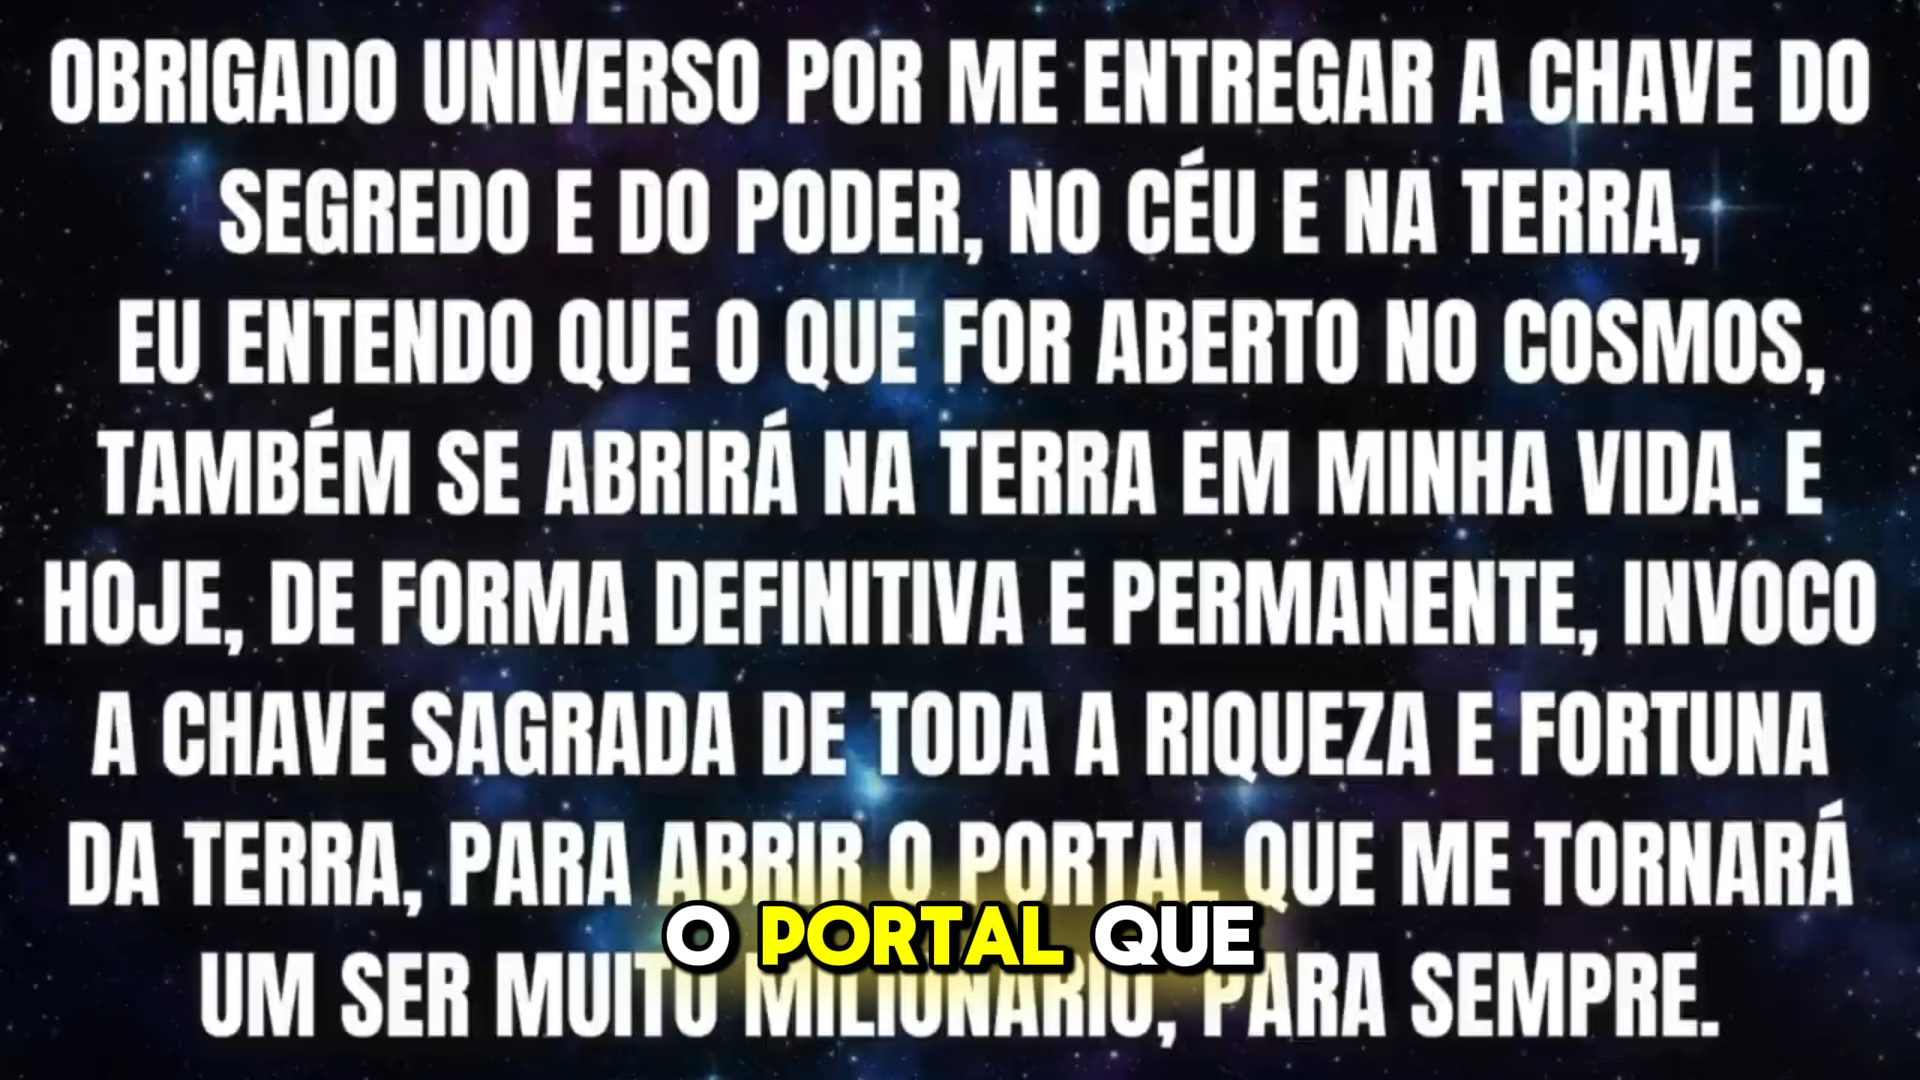 OBRIGADO UNIVERSO POR ME ENTREGAR A CHAVE DO
SEGREDO E DO PODER, NO CÉU E NA TERRA,
EU ENTENDO QUE O QUE FOR ABERTO NO COSMOS,
TAMBÉM SE ABRIRÁ NA TERRA EM MINHA VIDA. E
HOJE, DE FORMA DEFINITIVA E PERMANENTE, INVOCO
A CHAVE SAGRADA DE TODA A RIQUEZA E FORTUNA
DA TERRA, PARA ABRIR O PORTAL QUE ME TORNARÁ
O PORTAL QUE
UM SER MUITO MILIONÁRIO, PARA SEMPRE.